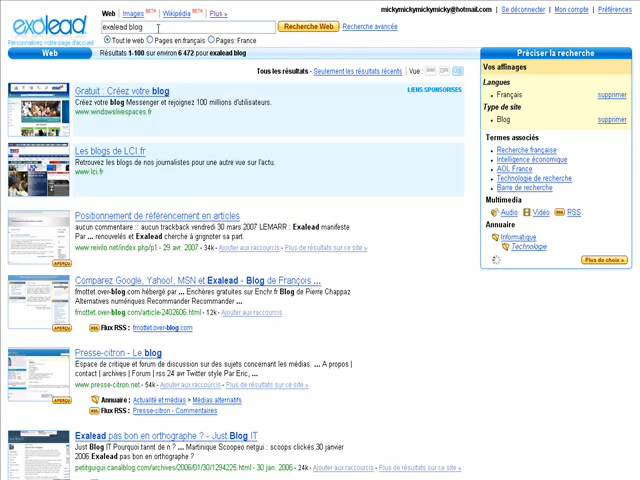 Web Images BETA Wikipédia BETA Plus »
mickymickymickymicky@hotmail.com | Se déconnecter | Mon compte | Préférences
exalead
Personnalisez votre page d'accueil
exalead blog Recherche Web Recherche avancée
Tout le web Pages en français Pages: France
Web Résultats 1-100 sur environ 6 472 pour exalead blog
Tous les résultats - Seulement les résultats récents Vue :
Gratuit : Créez votre blog LIENS SPONSORISES
Créez votre blog Messenger et rejoignez 100 millions d'utilisateurs.
www.windowslivespaces.fr
Les blogs de LCI.fr
Retrouvez les blogs de nos journalistes pour une autre vue sur l'actu.
www.lci.fr
Positionnement de référencement en articles
aucun commentaire :: aucun trackback vendredi 30 mars 2007 LEMARR : Exalead manifeste
Par ... renouvelés et Exalead cherche à grignoter sa part.
www.reivilo.net/index.php/p1 - 29 avr. 2007 - 34k - Ajouter aux raccourcis - Plus de résultats sur ce site »
APERÇU
Comparez Google, Yahoo!, MSN et Exalead - Blog de François ...
fmottet.over-blog.com hébergé par ... Enchères gratuites sur Enchr.fr Blog de Pierre Chappaz
Alternatives numériques Recommander Recommander ...
fmottet.over-blog.com/article-2402606.html - 12k - Ajouter aux raccourcis
APERÇU RSS Flux RSS : fmottet.over-blog.com
Presse-citron - Le blog
Espace de critique et forum de discussion sur des sujets concernant les médias. ... A propos |
contact | archives | Forum | rss 24 avr Twitter style Par Eric, ...
www.presse-citron.net - 54k - Ajouter aux raccourcis - Plus de résultats sur ce site »
APERÇU Annuaire : Actualité et médias > Médias alternatifs
RSS Flux RSS : Presse-citron - Commentaires
Exalead pas bon en orthographe ? - Just Blog IT
Just Blog IT Pourquoi tannt de n ? ... Martinique Scoopeo netgui : scoops clickés 30 janvier
2006 Exalead pas bon en orthographe ?
petitguigui.canalblog.com/archives/2006/01/30/1294225.html - 30 jan. 2006 - 24k - Ajouter aux raccourcis - Plus de résultats sur ce site »
Préciser la recherche
Vos affinages
Langues
Français supprimer
Type de site
Blog supprimer
Termes associés
Recherche française
Intelligence économique
AOL France
Technologie de recherche
Barre de recherche
Multimedia
Audio Vidéo RSS RSS
Annuaire
Informatique
Technologie
Plus de choix »